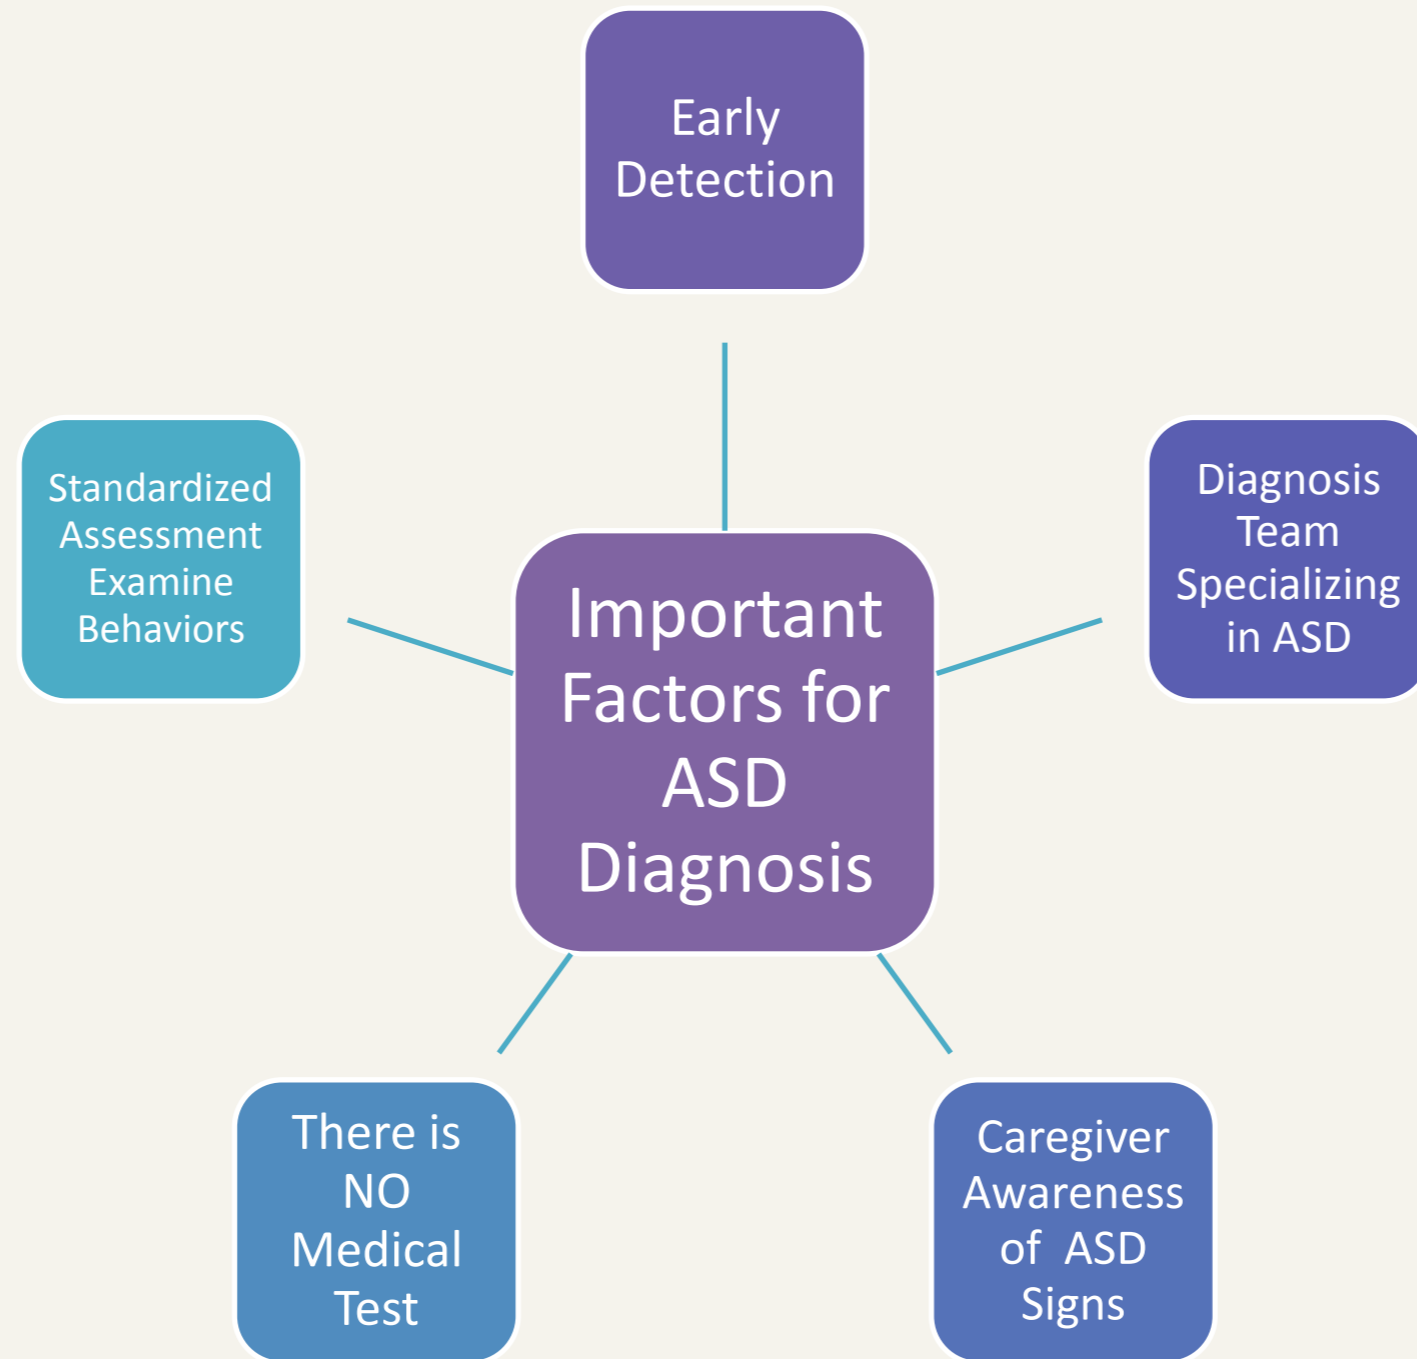 Early
Detection
Standardized
Assessment
Examine
Behaviors
Diagnosis
Team
Specializing
in ASD
Important
Factors for
ASD
Diagnosis
There is
NO
Medical
Test
Caregiver
Awareness
of  ASD
Signs